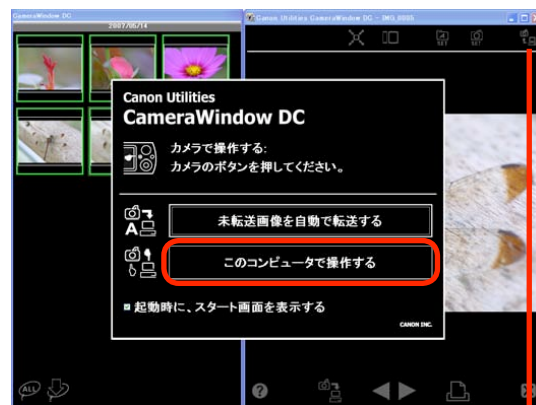 CameraWindow DC
Canon Utilities CameraWindow DC - IMG_0005
2007/05/14
SET
SET
Canon Utilities
CameraWindow DC
カメラで操作する:
カメラのボタンを押してください。
A
未転送画像を自動で転送する
このコンピュータで操作する
起動時に、スタート画面を表示する
CANON INC.
ALL
?